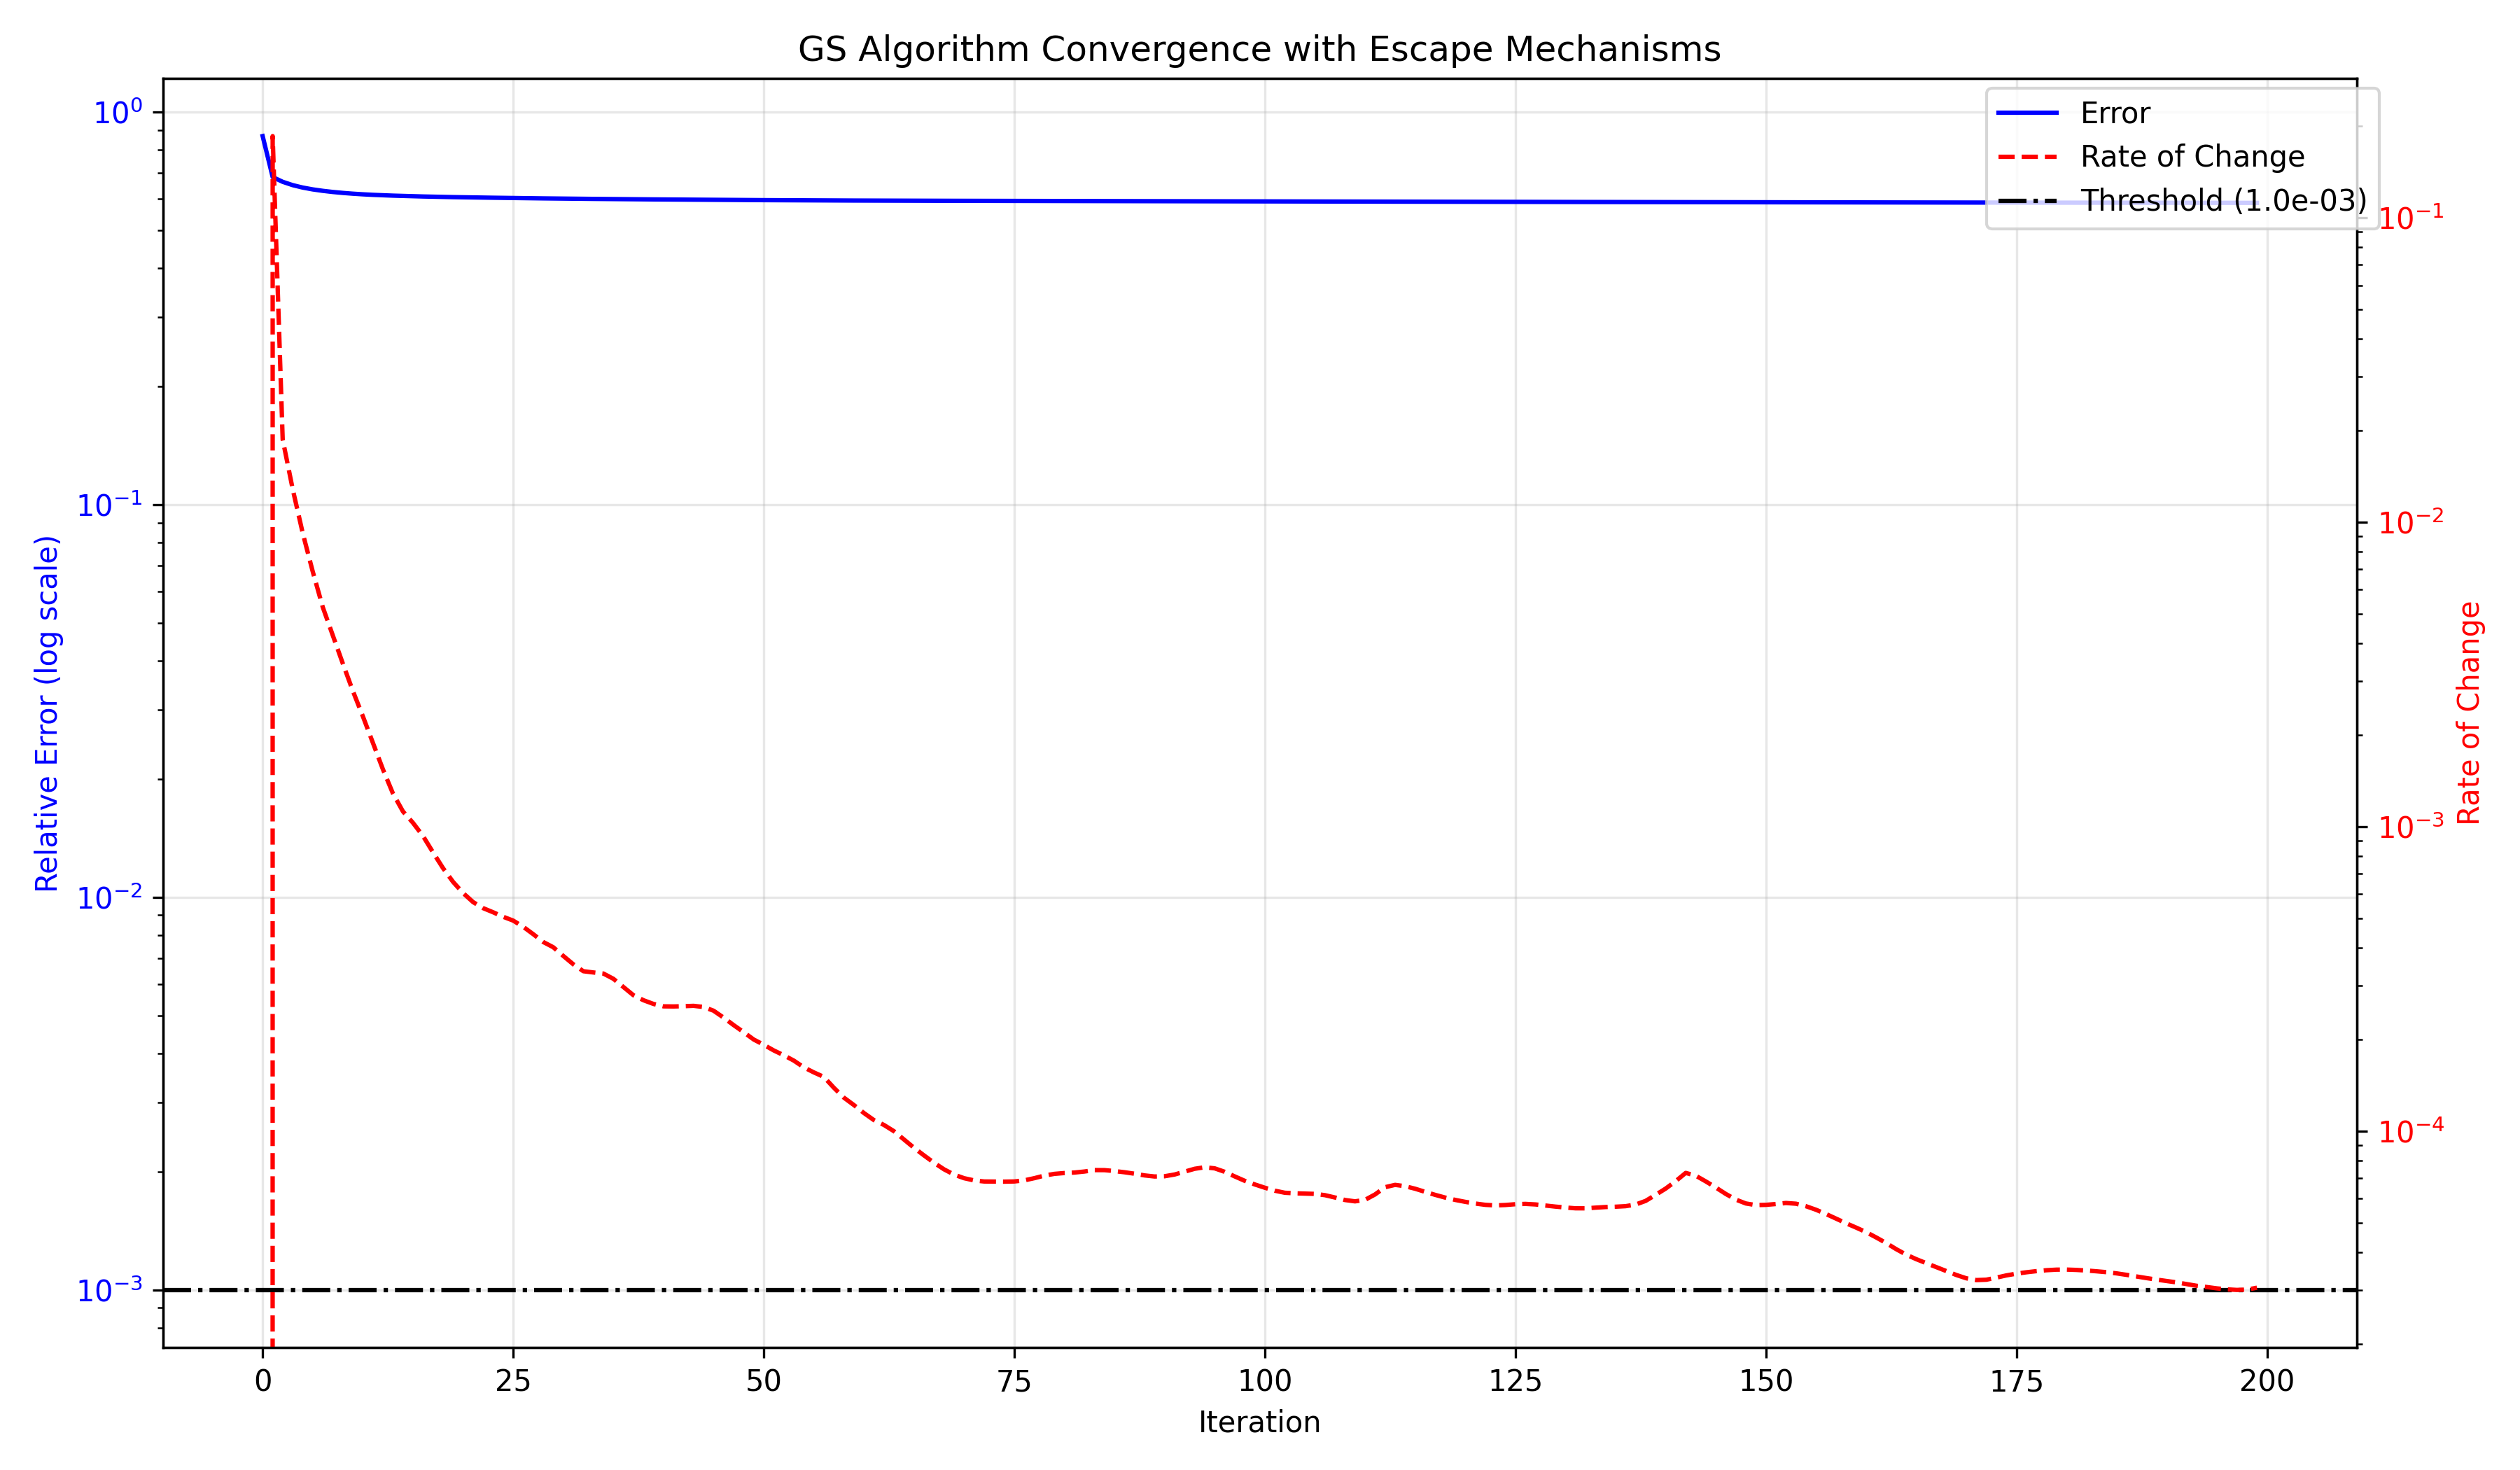 GS Algorithm Convergence with Escape Mechanisms
Error
Rate of Change
Threshold (1.0e-03)
10⁰
10⁻¹
10⁻²
10⁻³
Relative Error (log scale)
10⁻¹
10⁻²
10⁻³
10⁻⁴
Rate of Change
0 25 50 75 100 125 150 175 200
Iteration